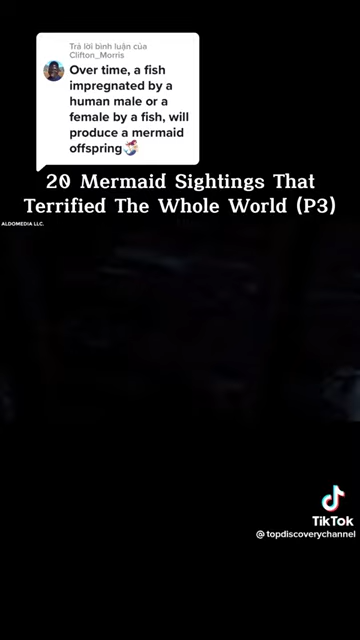 Trả lời bình luận của
Clifton_Morris
Over time, a fish
impregnated by a
human male or a
female by a fish, will
produce a mermaid
offspring🧜‍♀️
20 Mermaid Sightings That
Terrified The Whole World (P3)
ALDOMEDIA LLC.
TikTok
@topdiscoverychannel